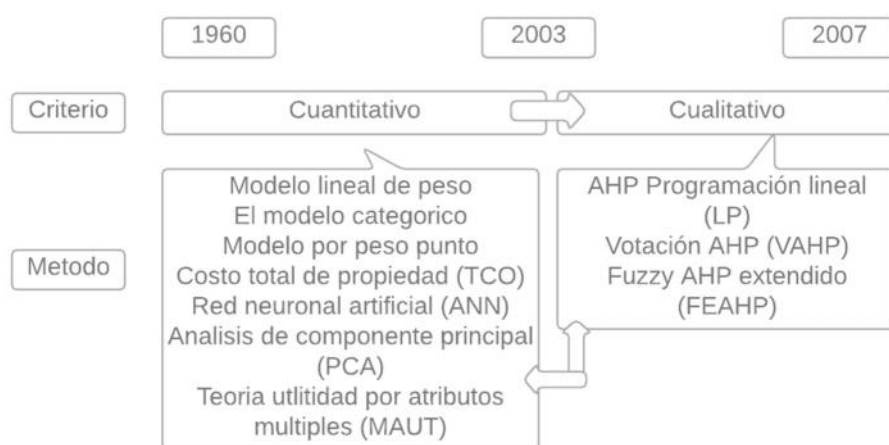 1960
2003
2007
Criterio
Cuantitativo
Cualitativo
Metodo
Modelo lineal de peso
El modelo categorico
Modelo por peso punto
Costo total de propiedad (TCO)
Red neuronal artificial (ANN)
Analisis de componente principal
(PCA)
Teoria utlitidad por atributos
multiples (MAUT)
AHP Programación lineal
(LP)
Votación AHP (VAHP)
Fuzzy AHP extendido
(FEAHP)